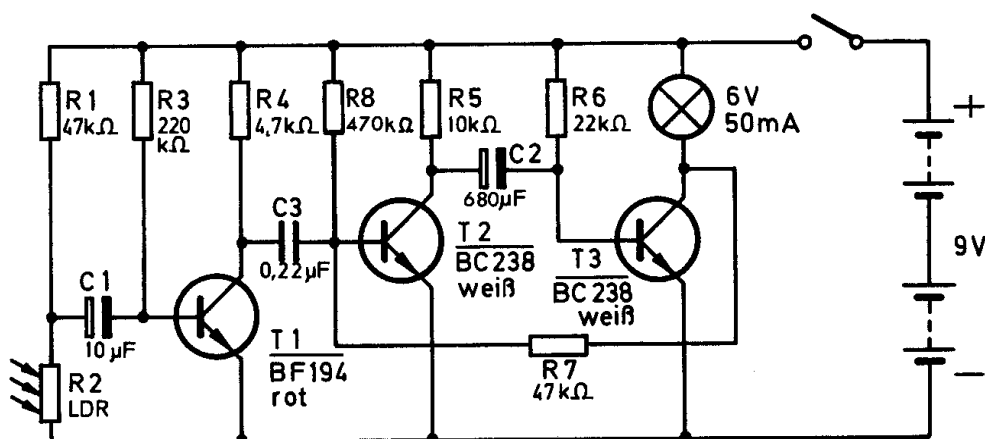 R1
47kΩ
R3
220
kΩ
R4
4,7kΩ
R8
470kΩ
R5
10kΩ
R6
22kΩ
6V
50mA
+
C2
680µF
C3
0,22µF
T2
BC238
weiß
T3
BC238
weiß
9V
C1
10µF
T1
BF194
rot
R7
47kΩ
R2
LDR
−